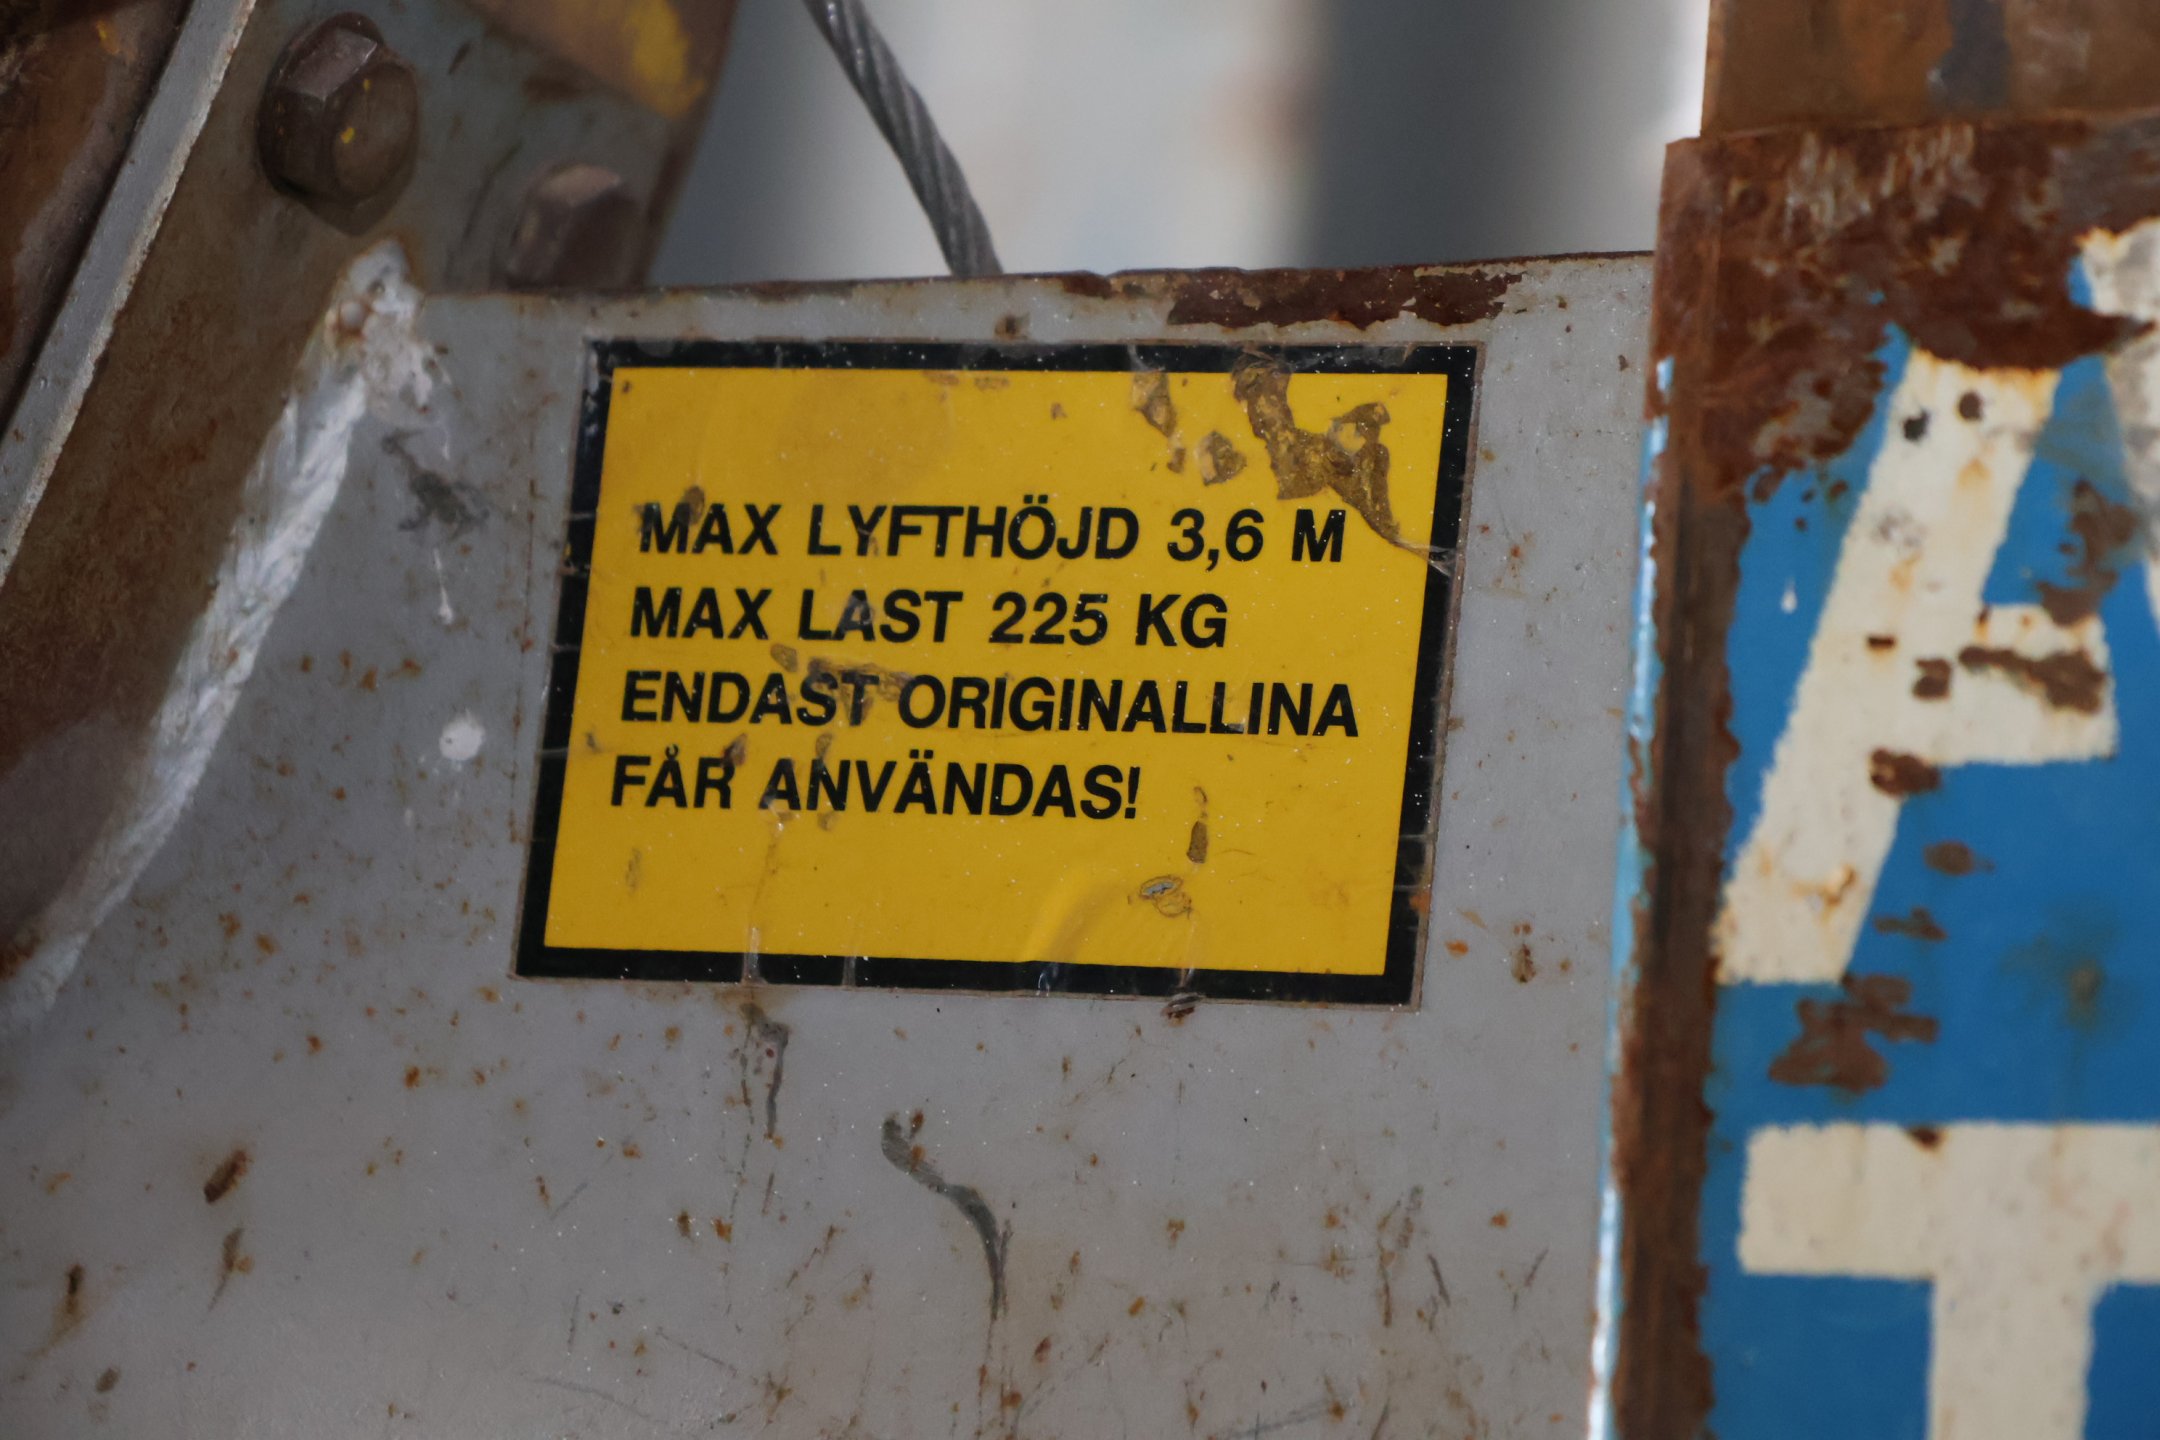 MAX LYFTHÖJD 3,6 M
MAX LAST 225 KG
ENDAST ORIGINALLINA
FÅR ANVÄNDAS!
A
T